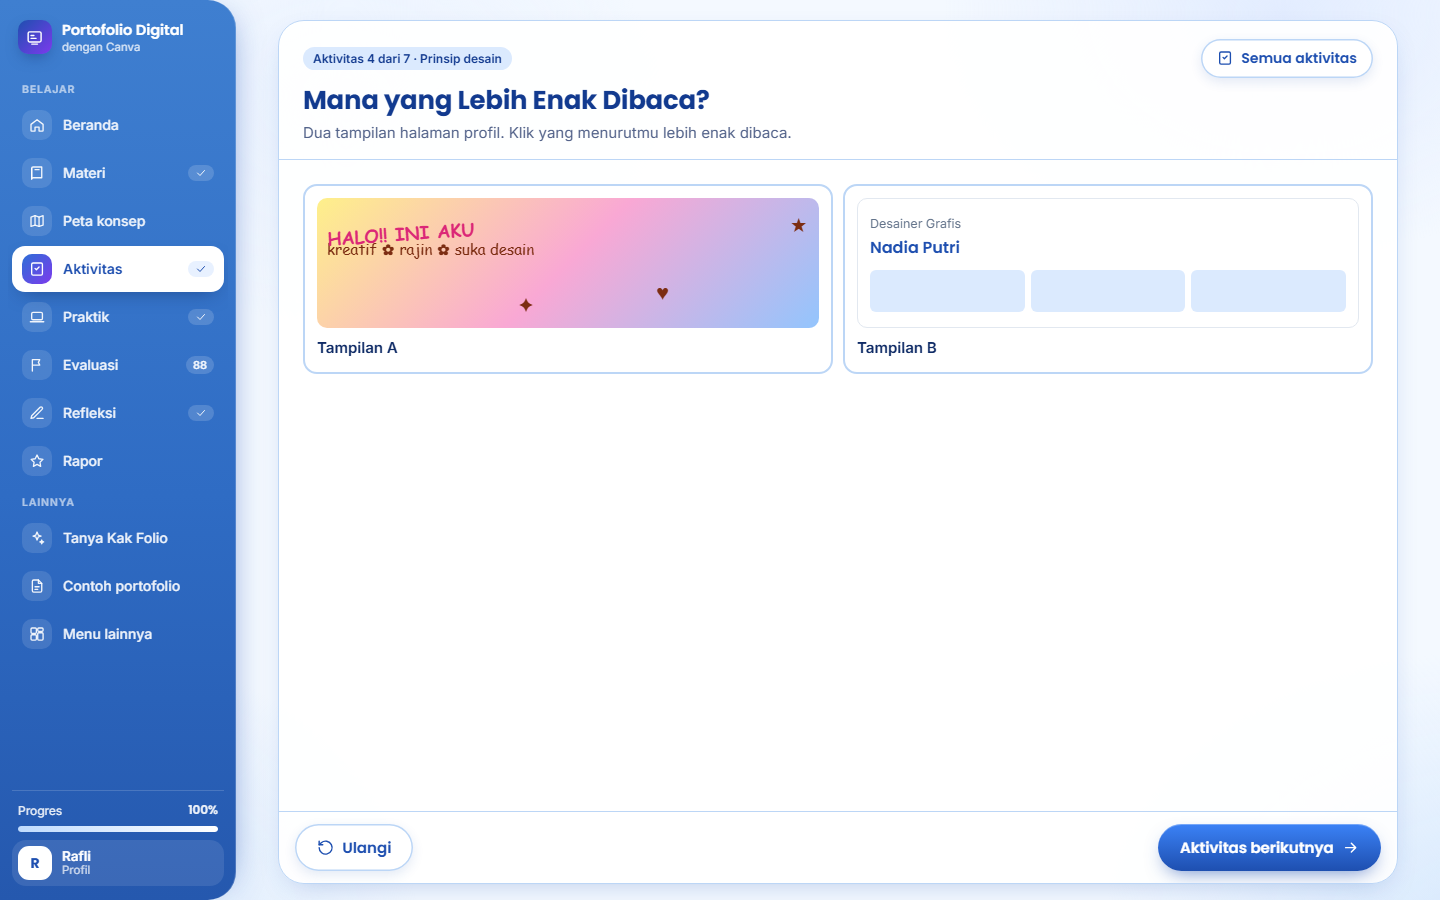 Portofolio Digital
dengan Canva
BELAJAR
Beranda
Materi
Peta konsep
Aktivitas
Praktik
Evaluasi 88
Refleksi
Rapor
LAINNYA
Tanya Kak Folio
Contoh portofolio
Menu lainnya
Progres 100%
R
Rafli
Profil
Aktivitas 4 dari 7 · Prinsip desain
Semua aktivitas
Mana yang Lebih Enak Dibaca?
Dua tampilan halaman profil. Klik yang menurutmu lebih enak dibaca.
HALO!! INI AKU
kreatif ✿ rajin ✿ suka desain
Tampilan A
Desainer Grafis
Nadia Putri
Tampilan B
Ulangi
Aktivitas berikutnya